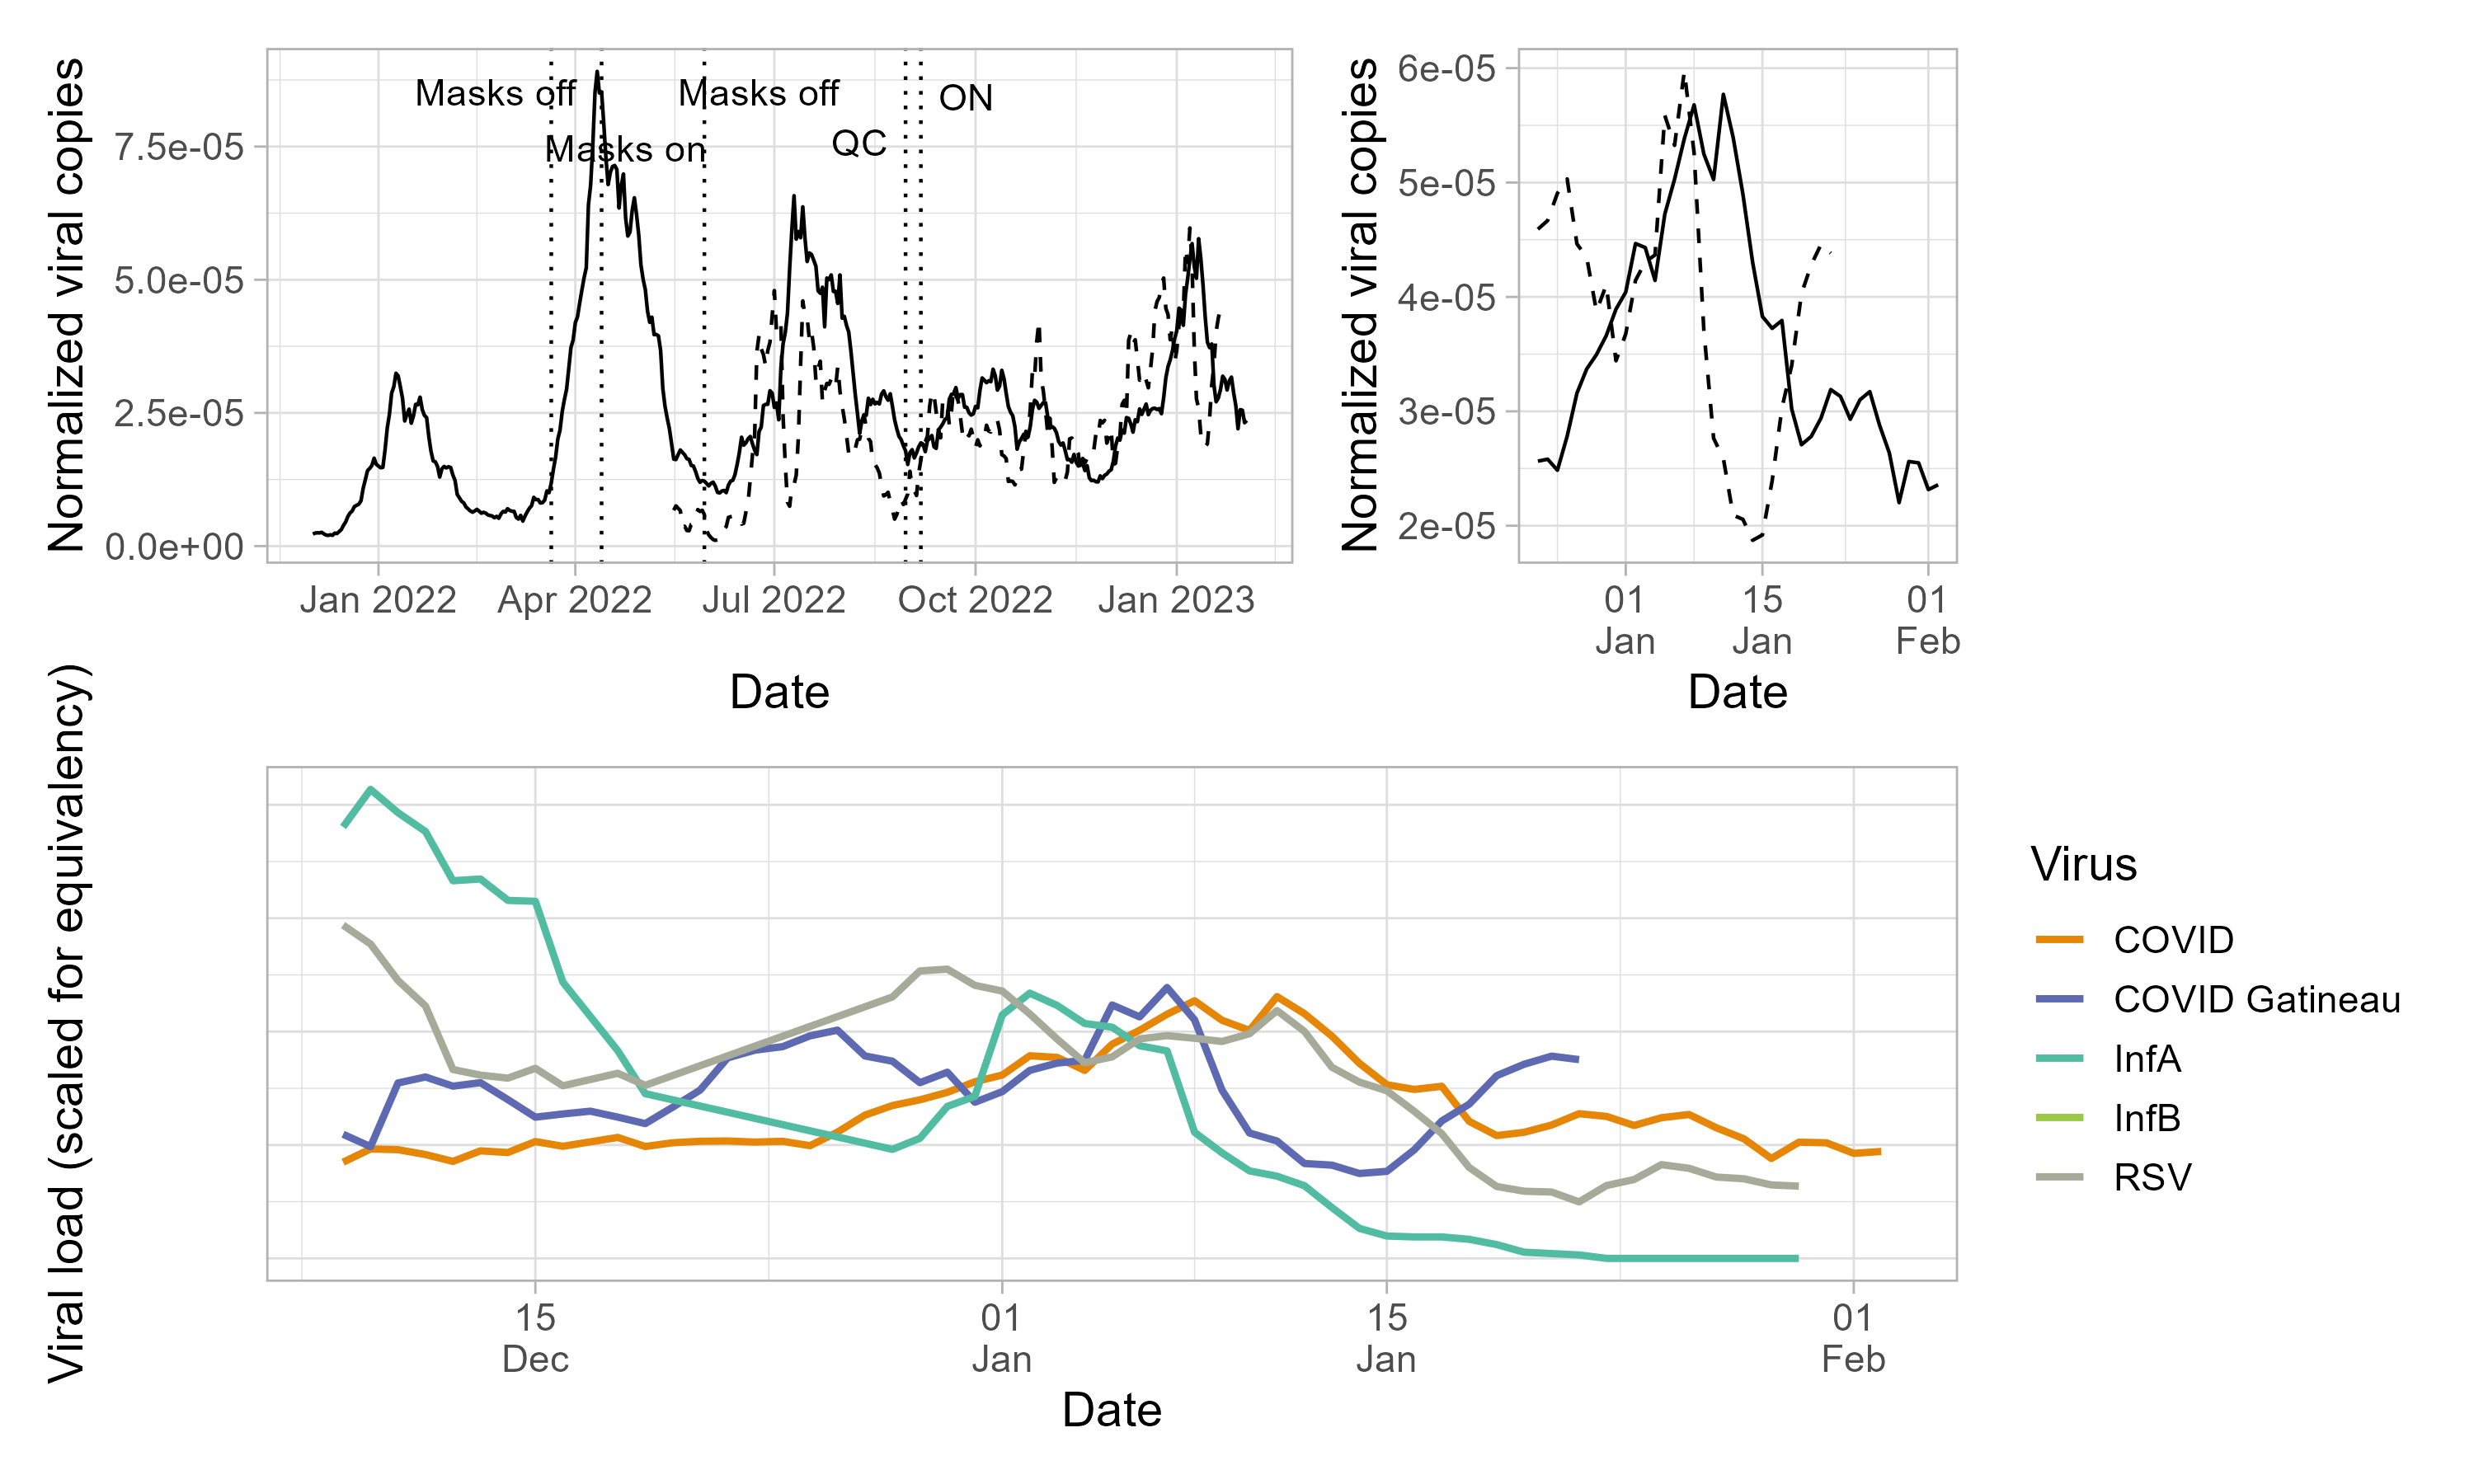 Normalized viral copies
7.5e-05
5.0e-05
2.5e-05
0.0e+00
Masks off
Masks on
Masks off
QC
ON
Jan 2022
Apr 2022
Jul 2022
Oct 2022
Jan 2023
Date
Normalized viral copies
6e-05
5e-05
4e-05
3e-05
2e-05
01
Jan
15
Jan
01
Feb
Date
Viral load (scaled for equivalency)
15
Dec
01
Jan
15
Jan
01
Feb
Date
Virus
COVID
COVID Gatineau
InfA
InfB
RSV